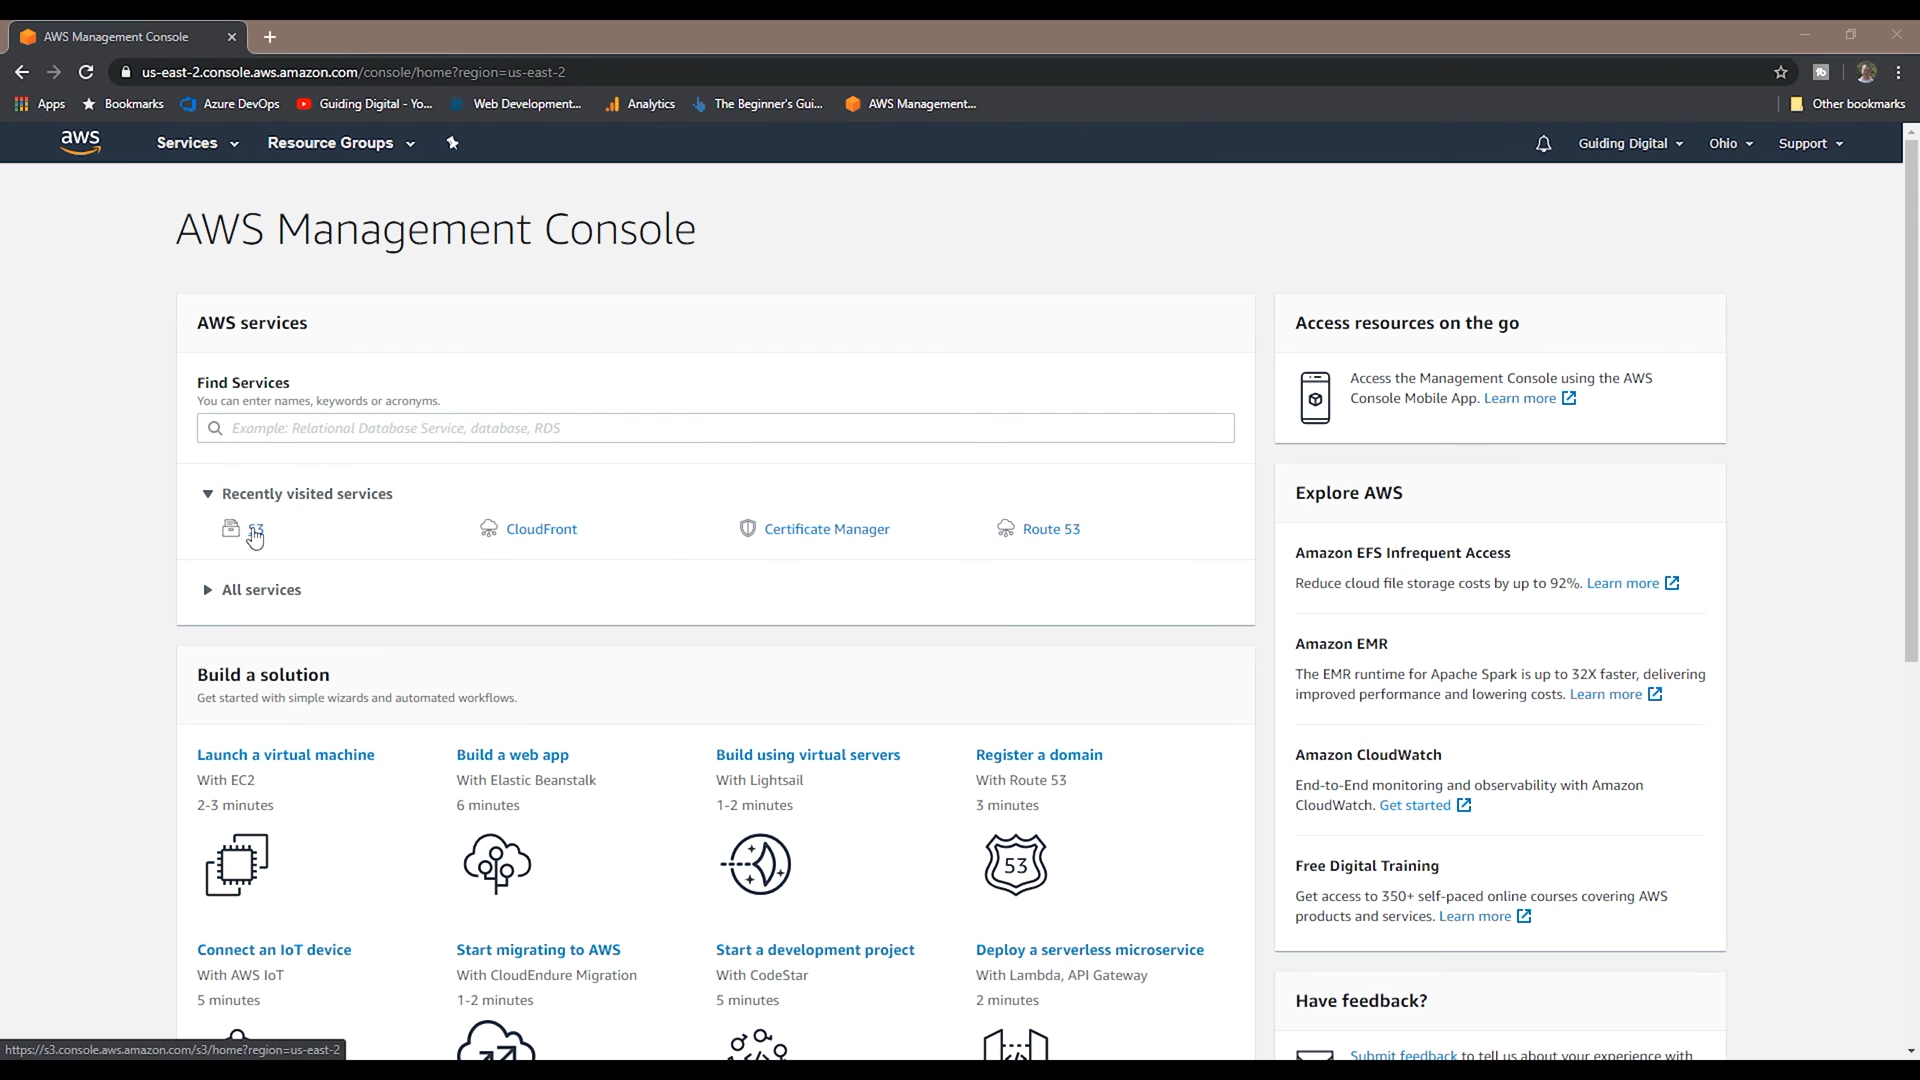 AWS Management Console
us-east-2.console.aws.amazon.com/console/home?region=us-east-2
Apps Bookmarks Azure DevOps Guiding Digital - Yo... Web Development... Analytics The Beginner's Gui... AWS Management... Other bookmarks
aws Services Resource Groups Guiding Digital Ohio Support
AWS Management Console
AWS services
Find Services
You can enter names, keywords or acronyms.
Example: Relational Database Service, database, RDS
Recently visited services
S3 CloudFront Certificate Manager Route 53
All services
Build a solution
Get started with simple wizards and automated workflows.
Launch a virtual machine
With EC2
2-3 minutes
Build a web app
With Elastic Beanstalk
6 minutes
Build using virtual servers
With Lightsail
1-2 minutes
Register a domain
With Route 53
3 minutes
53
Connect an IoT device
With AWS IoT
5 minutes
Start migrating to AWS
With CloudEndure Migration
1-2 minutes
Start a development project
With CodeStar
5 minutes
Deploy a serverless microservice
With Lambda, API Gateway
2 minutes
Access resources on the go
Access the Management Console using the AWS
Console Mobile App. Learn more
Explore AWS
Amazon EFS Infrequent Access
Reduce cloud file storage costs by up to 92%. Learn more
Amazon EMR
The EMR runtime for Apache Spark is up to 32X faster, delivering
improved performance and lowering costs. Learn more
Amazon CloudWatch
End-to-End monitoring and observability with Amazon
CloudWatch. Get started
Free Digital Training
Get access to 350+ self-paced online courses covering AWS
products and services. Learn more
Have feedback?
Submit feedback to tell us about your experience with
https://s3.console.aws.amazon.com/s3/home?region=us-east-2